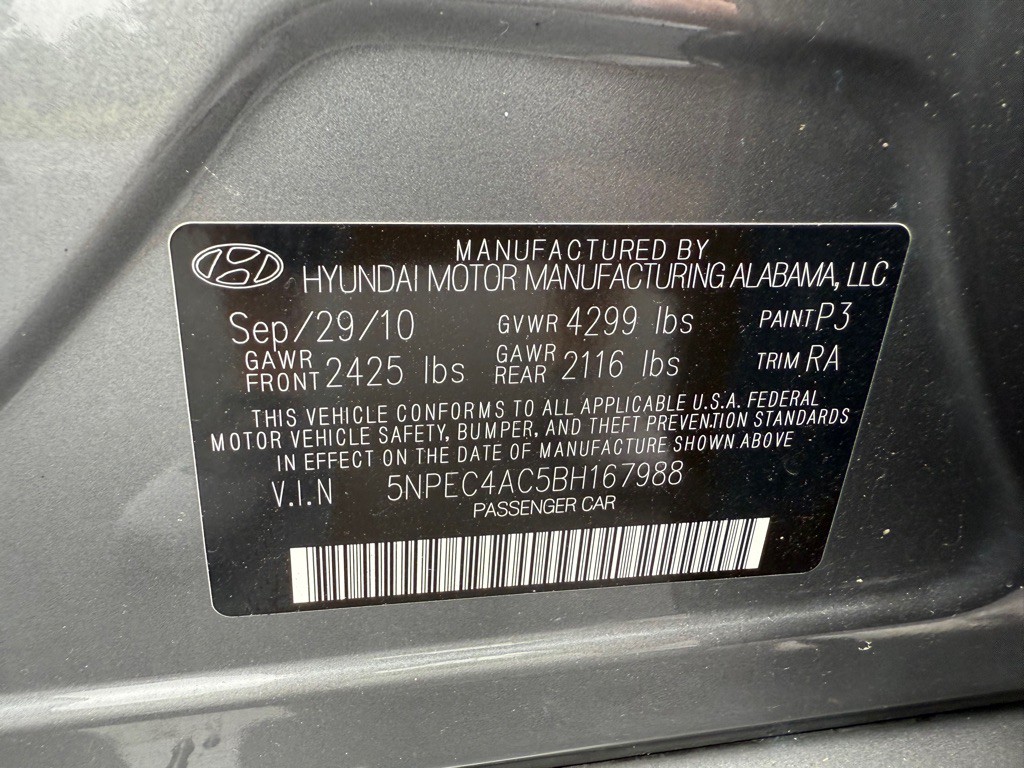 MANUFACTURED BY
HYUNDAI MOTOR MANUFACTURING ALABAMA, LLC
Sep/29/10 GVWR 4299 lbs PAINT P3
GAWR FRONT 2425 lbs GAWR REAR 2116 lbs TRIM RA
THIS VEHICLE CONFORMS TO ALL APPLICABLE U.S.A. FEDERAL
MOTOR VEHICLE SAFETY, BUMPER, AND THEFT PREVENTION STANDARDS
IN EFFECT ON THE DATE OF MANUFACTURE SHOWN ABOVE
V.I.N 5NPEC4AC5BH167988
PASSENGER CAR